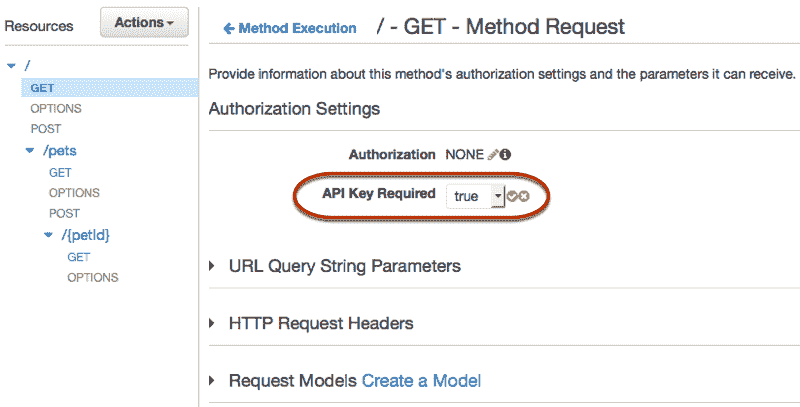 Resources
Actions
/
GET
OPTIONS
POST
/pets
GET
OPTIONS
POST
/{petId}
GET
OPTIONS
Method Execution / - GET - Method Request
Provide information about this method's authorization settings and the parameters it can receive.
Authorization Settings
Authorization NONE
API Key Required true
URL Query String Parameters
HTTP Request Headers
Request Models Create a Model